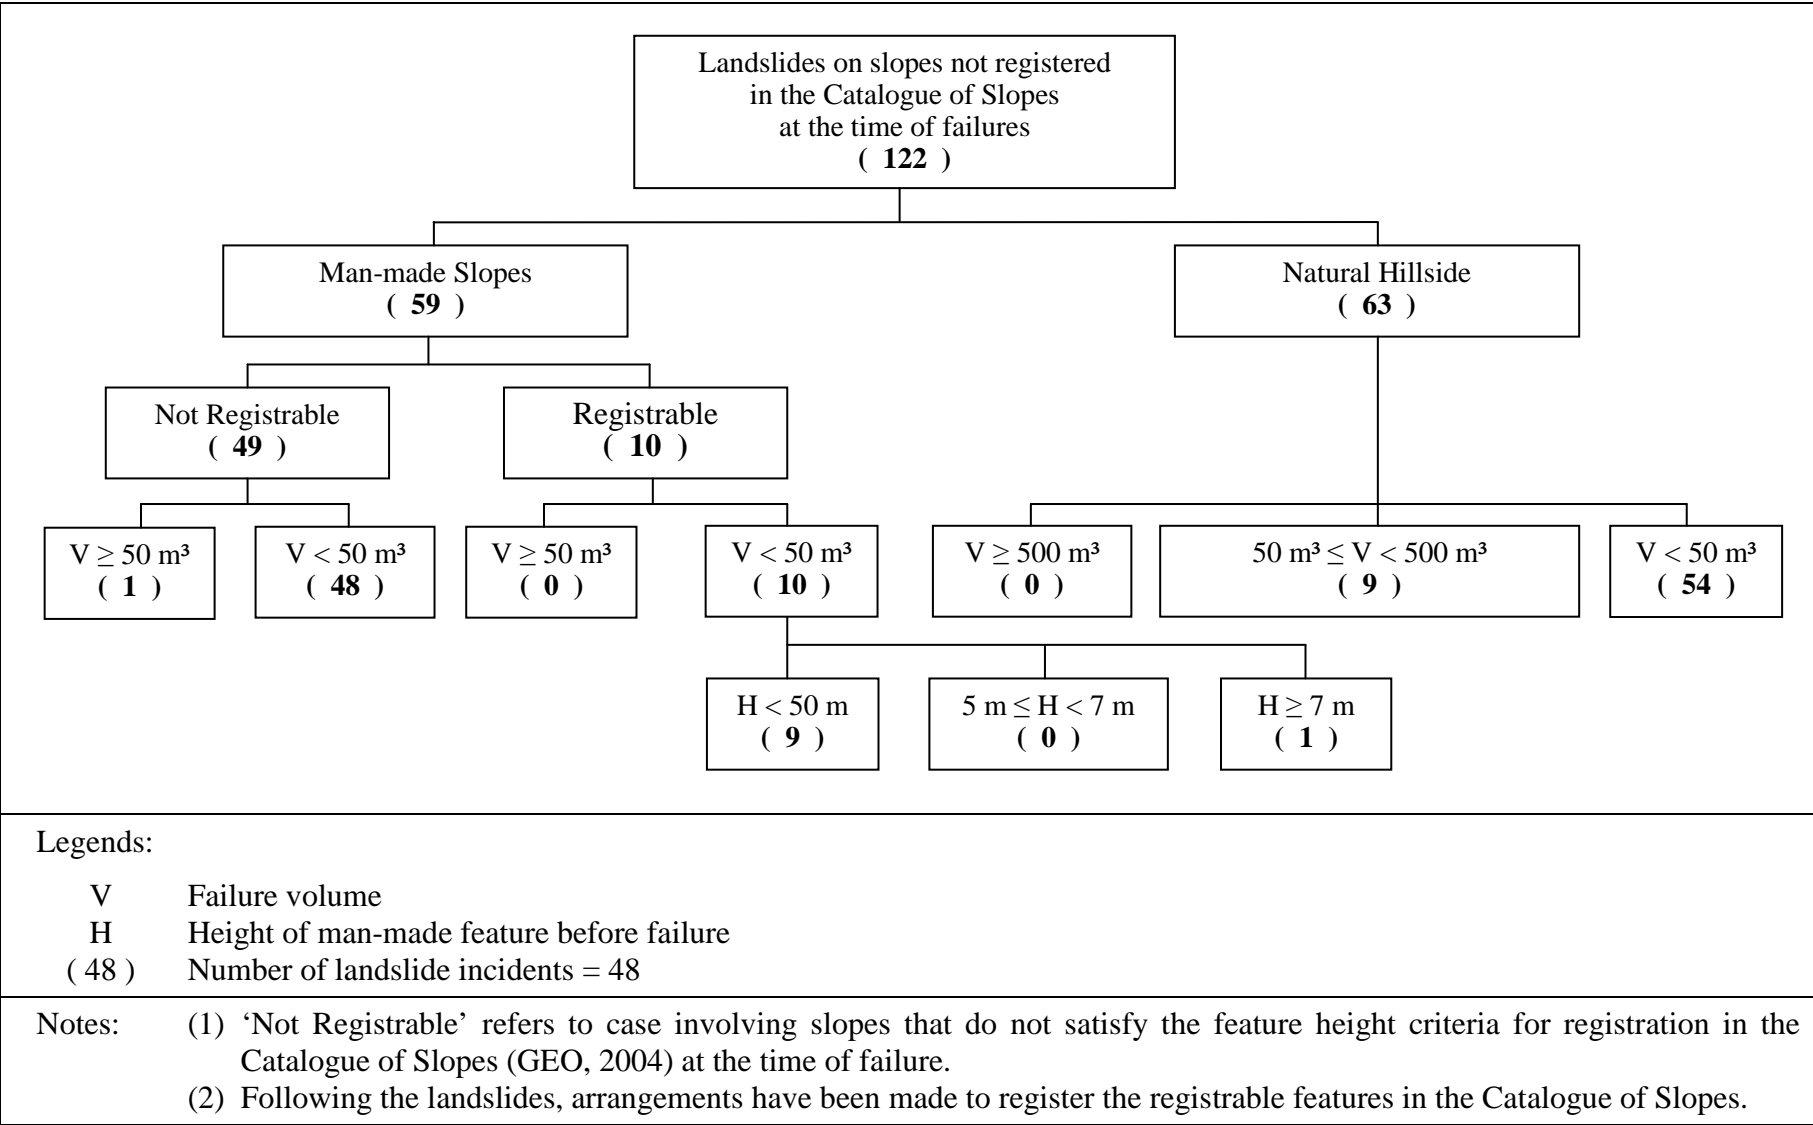 Landslides on slopes not registered
in the Catalogue of Slopes
at the time of failures
( 122 )
Man-made Slopes
( 59 )
Natural Hillside
( 63 )
Not Registrable
( 49 )
Registrable
( 10 )
V ≥ 50 m³
( 1 )
V < 50 m³
( 48 )
V ≥ 50 m³
( 0 )
V < 50 m³
( 10 )
V ≥ 500 m³
( 0 )
50 m³ ≤ V < 500 m³
( 9 )
V < 50 m³
( 54 )
H < 50 m
( 9 )
5 m ≤ H < 7 m
( 0 )
H ≥ 7 m
( 1 )
Legends:
V Failure volume
H Height of man-made feature before failure
( 48 ) Number of landslide incidents = 48
Notes: (1) ‘Not Registrable’ refers to case involving slopes that do not satisfy the feature height criteria for registration in the
Catalogue of Slopes (GEO, 2004) at the time of failure.
(2) Following the landslides, arrangements have been made to register the registrable features in the Catalogue of Slopes.